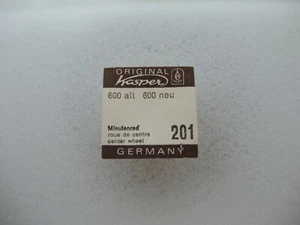 ORIGINAL
Kasper
600 alt 600 neu
Minutenrad
roue de centre
center wheel
201
GERMANY